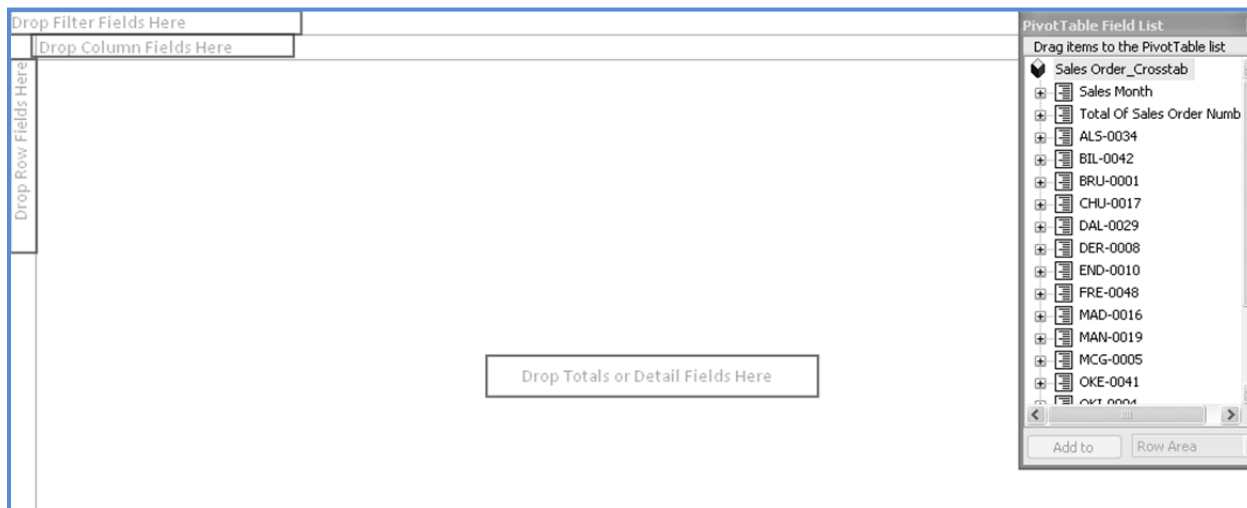 Drop Filter Fields Here
Drop Column Fields Here
Drop Row Fields Here
Drop Totals or Detail Fields Here
PivotTable Field List
Drag items to the PivotTable list
Sales Order_Crosstab
Sales Month
Total Of Sales Order Numb
ALS-0034
BIL-0042
BRU-0001
CHU-0017
DAL-0029
DER-0008
END-0010
FRE-0048
MAD-0016
MAN-0019
MCG-0005
OKE-0041
Add to
Row Area